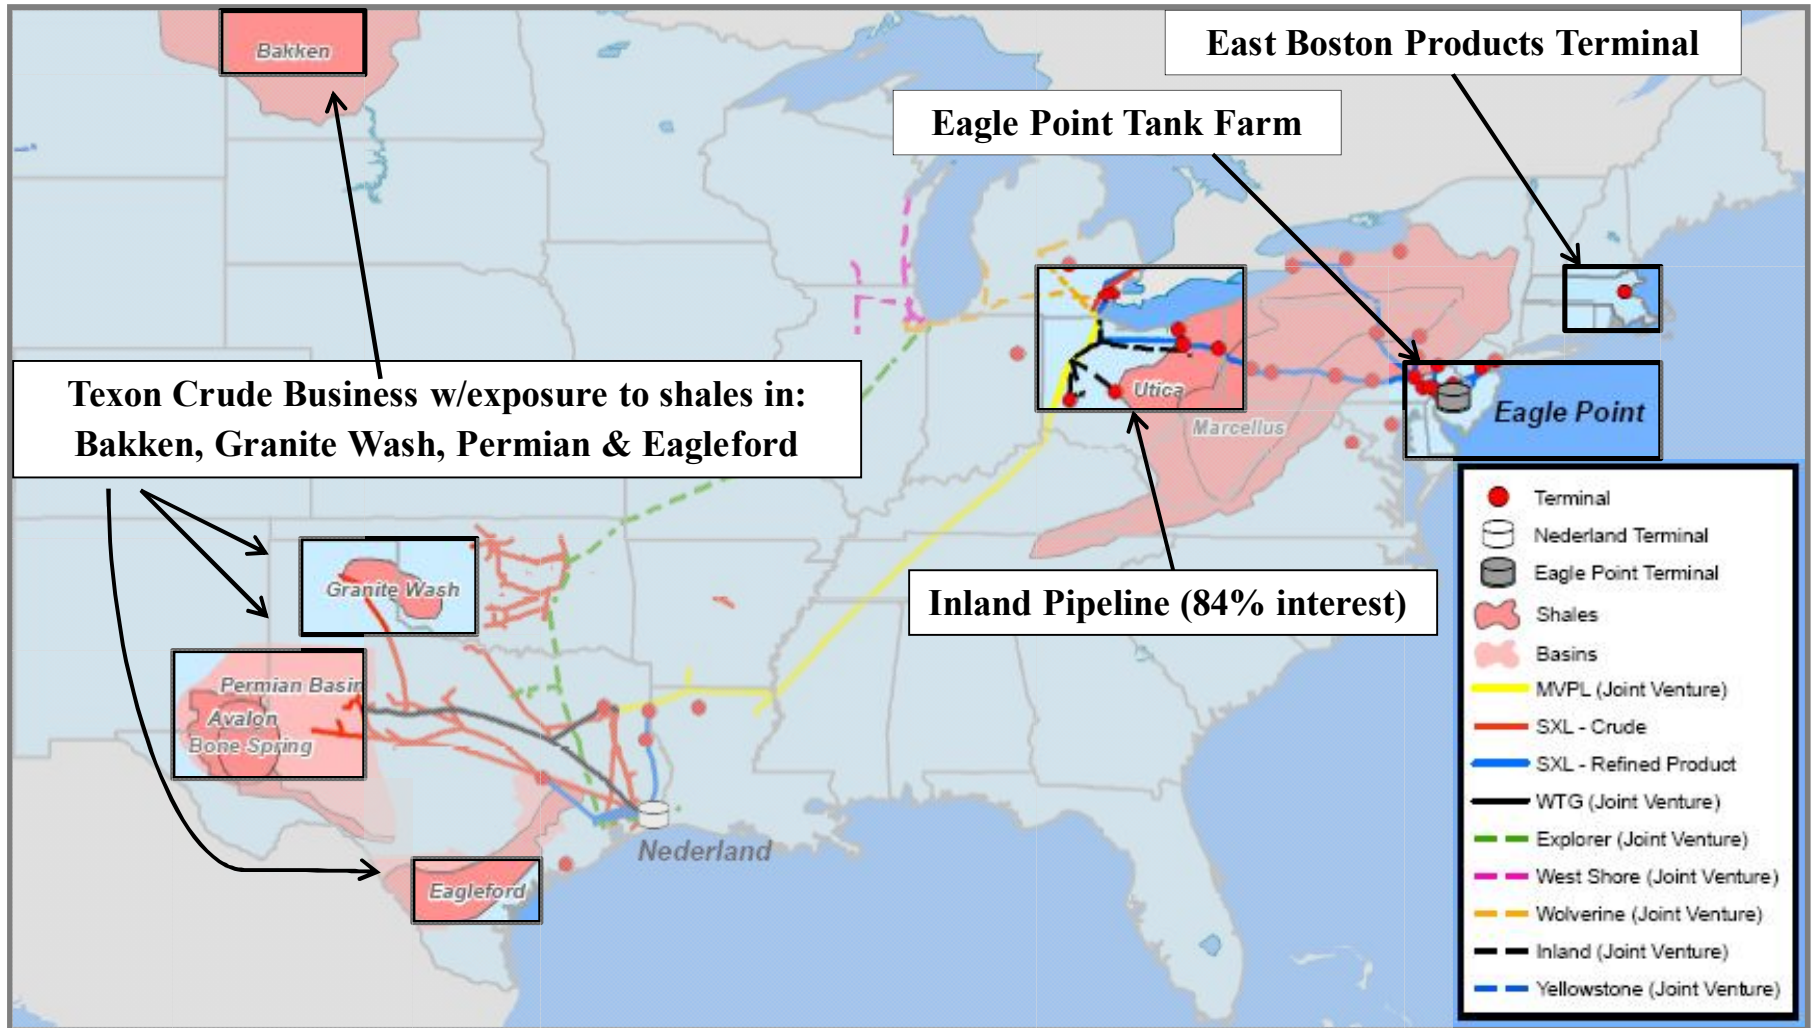 Bakken
East Boston Products Terminal
Eagle Point Tank Farm
Texon Crude Business w/exposure to shales in:
Bakken, Granite Wash, Permian & Eagleford
Utica
Marcellus
Eagle Point
Inland Pipeline (84% interest)
Granite Wash
Permian Basin
Avalon
Bone Spring
Nederland
Eagleford
Terminal
Nederland Terminal
Eagle Point Terminal
Shales
Basins
MVPL (Joint Venture)
SXL - Crude
SXL - Refined Product
WTG (Joint Venture)
Explorer (Joint Venture)
West Shore (Joint Venture)
Wolverine (Joint Venture)
Inland (Joint Venture)
Yellowstone (Joint Venture)